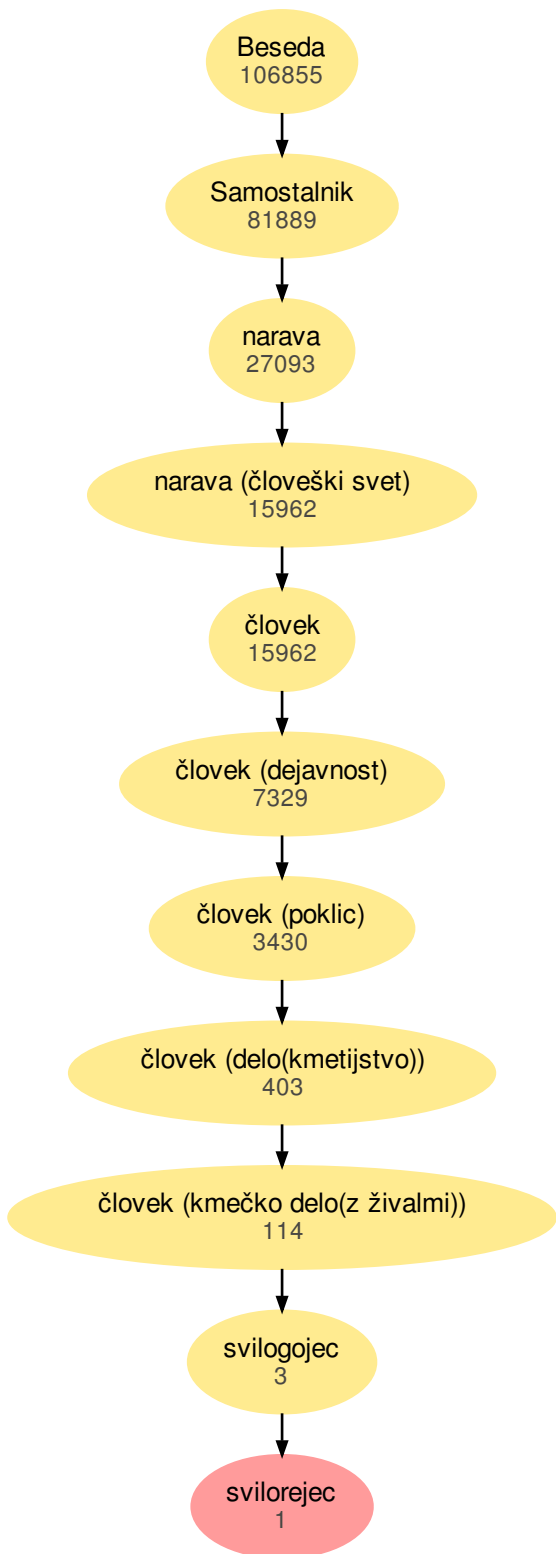 Beseda
106855
Samostalnik
81889
narava
27093
narava (človeški svet)
15962
človek
15962
človek (dejavnost)
7329
človek (poklic)
3430
človek (delo(kmetijstvo))
403
človek (kmečko delo(z živalmi))
114
svilogojec
3
svilorejec
1